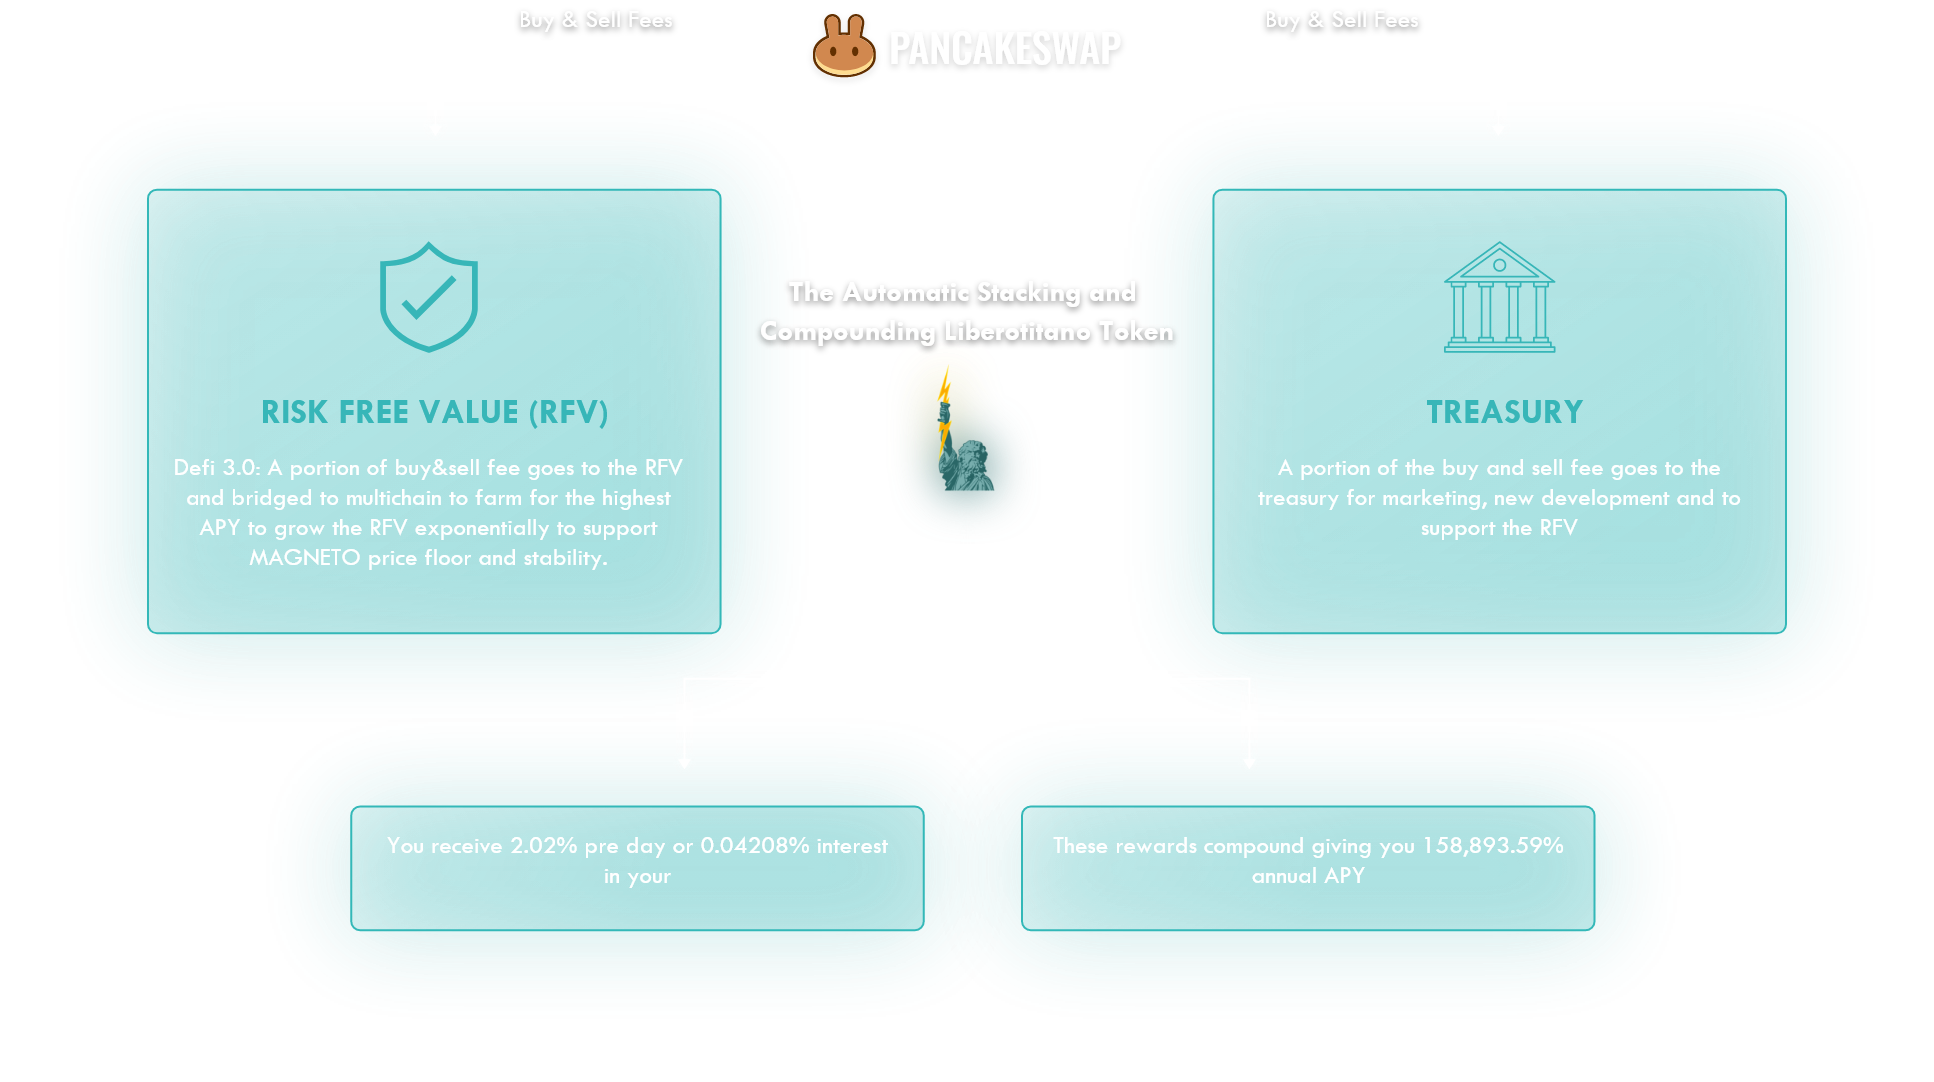 Buy & Sell Fees
PANCAKESWAP
Buy & Sell Fees
The Automatic Stacking and
Compounding Liberotitano Token
RISK FREE VALUE (RFV)
Defi 3.0: A portion of buy&sell fee goes to the RFV
and bridged to multichain to farm for the highest
APY to grow the RFV exponentially to support
MAGNETO price floor and stability.
TREASURY
A portion of the buy and sell fee goes to the
treasury for marketing, new development and to
support the RFV
You receive 2.02% pre day or 0.04208% interest
in your
These rewards compound giving you 158,893.59%
annual APY